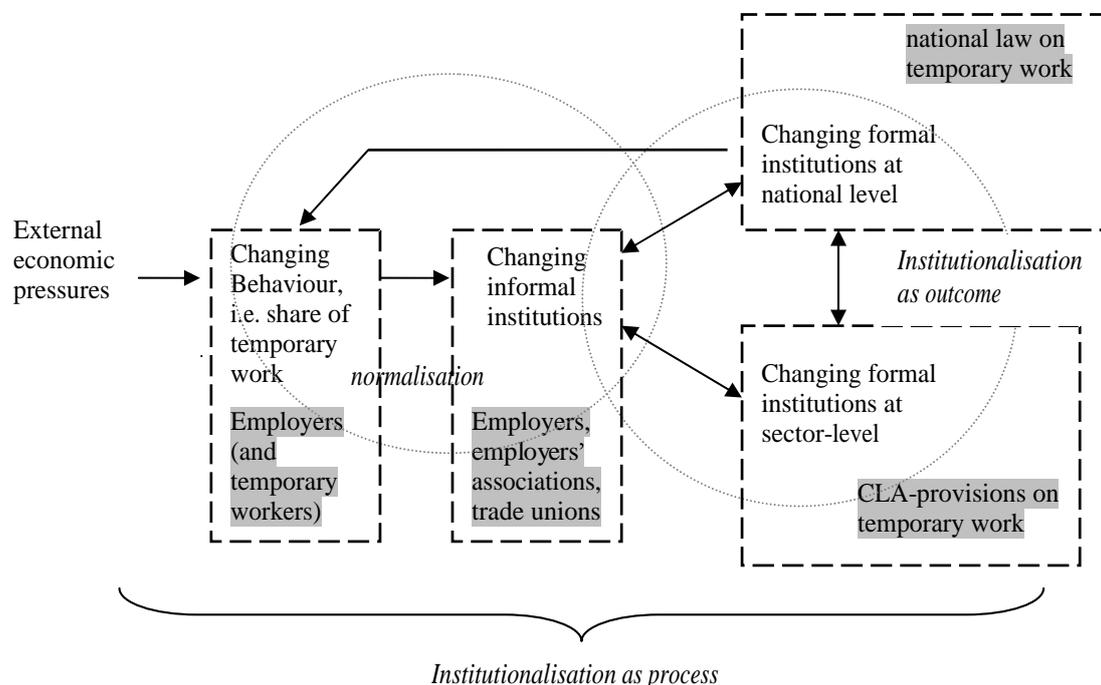 External
economic
pressures
Changing
Behaviour,
i.e. share of
temporary
work
Employers
(and
temporary
workers)
normalisation
Changing
informal
institutions
Employers,
employers’
associations,
trade unions
national law on
temporary work
Changing formal
institutions at
national level
Institutionalisation
as outcome
Changing formal
institutions at
sector-level
CLA-provisions on
temporary work
Institutionalisation as process